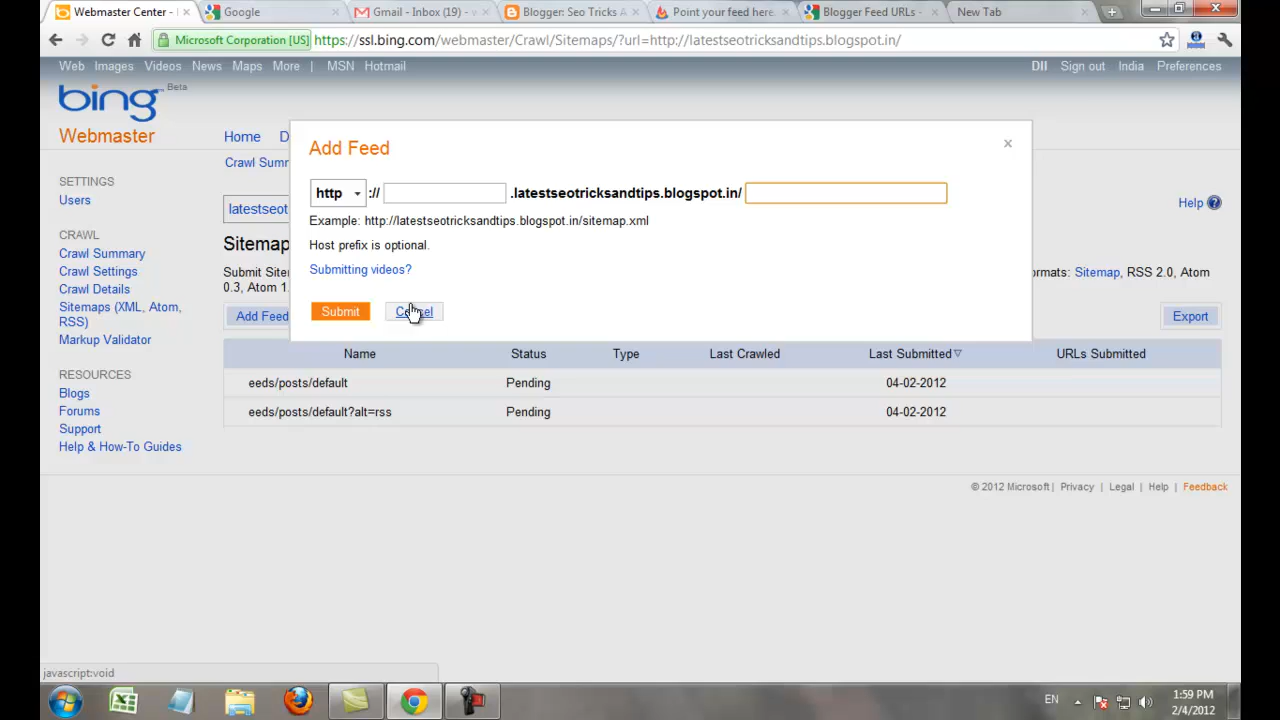 Webmaster Center -
Google
Gmail - Inbox (19) -
Blogger: Seo Tricks A
Point your feed here.
Blogger Feed URLs -
New Tab
Microsoft Corporation [US]
https://ssl.bing.com/webmaster/Crawl/Sitemaps/?url=http://latestseotricksandtips.blogspot.in/
Web Images Videos News Maps More | MSN Hotmail
DII Sign out India Preferences
bing Beta
Webmaster
Home D
Crawl Summ
SETTINGS
Users
latestseot
Help ?
CRAWL
Crawl Summary
Crawl Settings
Crawl Details
Sitemaps (XML, Atom,
RSS)
Markup Validator
RESOURCES
Blogs
Forums
Support
Help & How-To Guides
Sitemap
Submit Site
ormats: Sitemap, RSS 2.0, Atom
0.3, Atom 1.
Add Feed
Export
Add Feed
×
http :// .latestseotricksandtips.blogspot.in/
Example: http://latestseotricksandtips.blogspot.in/sitemap.xml
Host prefix is optional.
Submitting videos?
Submit Cancel
Name Status Type Last Crawled Last Submitted URLs Submitted
eeds/posts/default Pending 04-02-2012
eeds/posts/default?alt=rss Pending 04-02-2012
© 2012 Microsoft | Privacy | Legal | Help | Feedback
javascript:void
EN
1:59 PM
2/4/2012